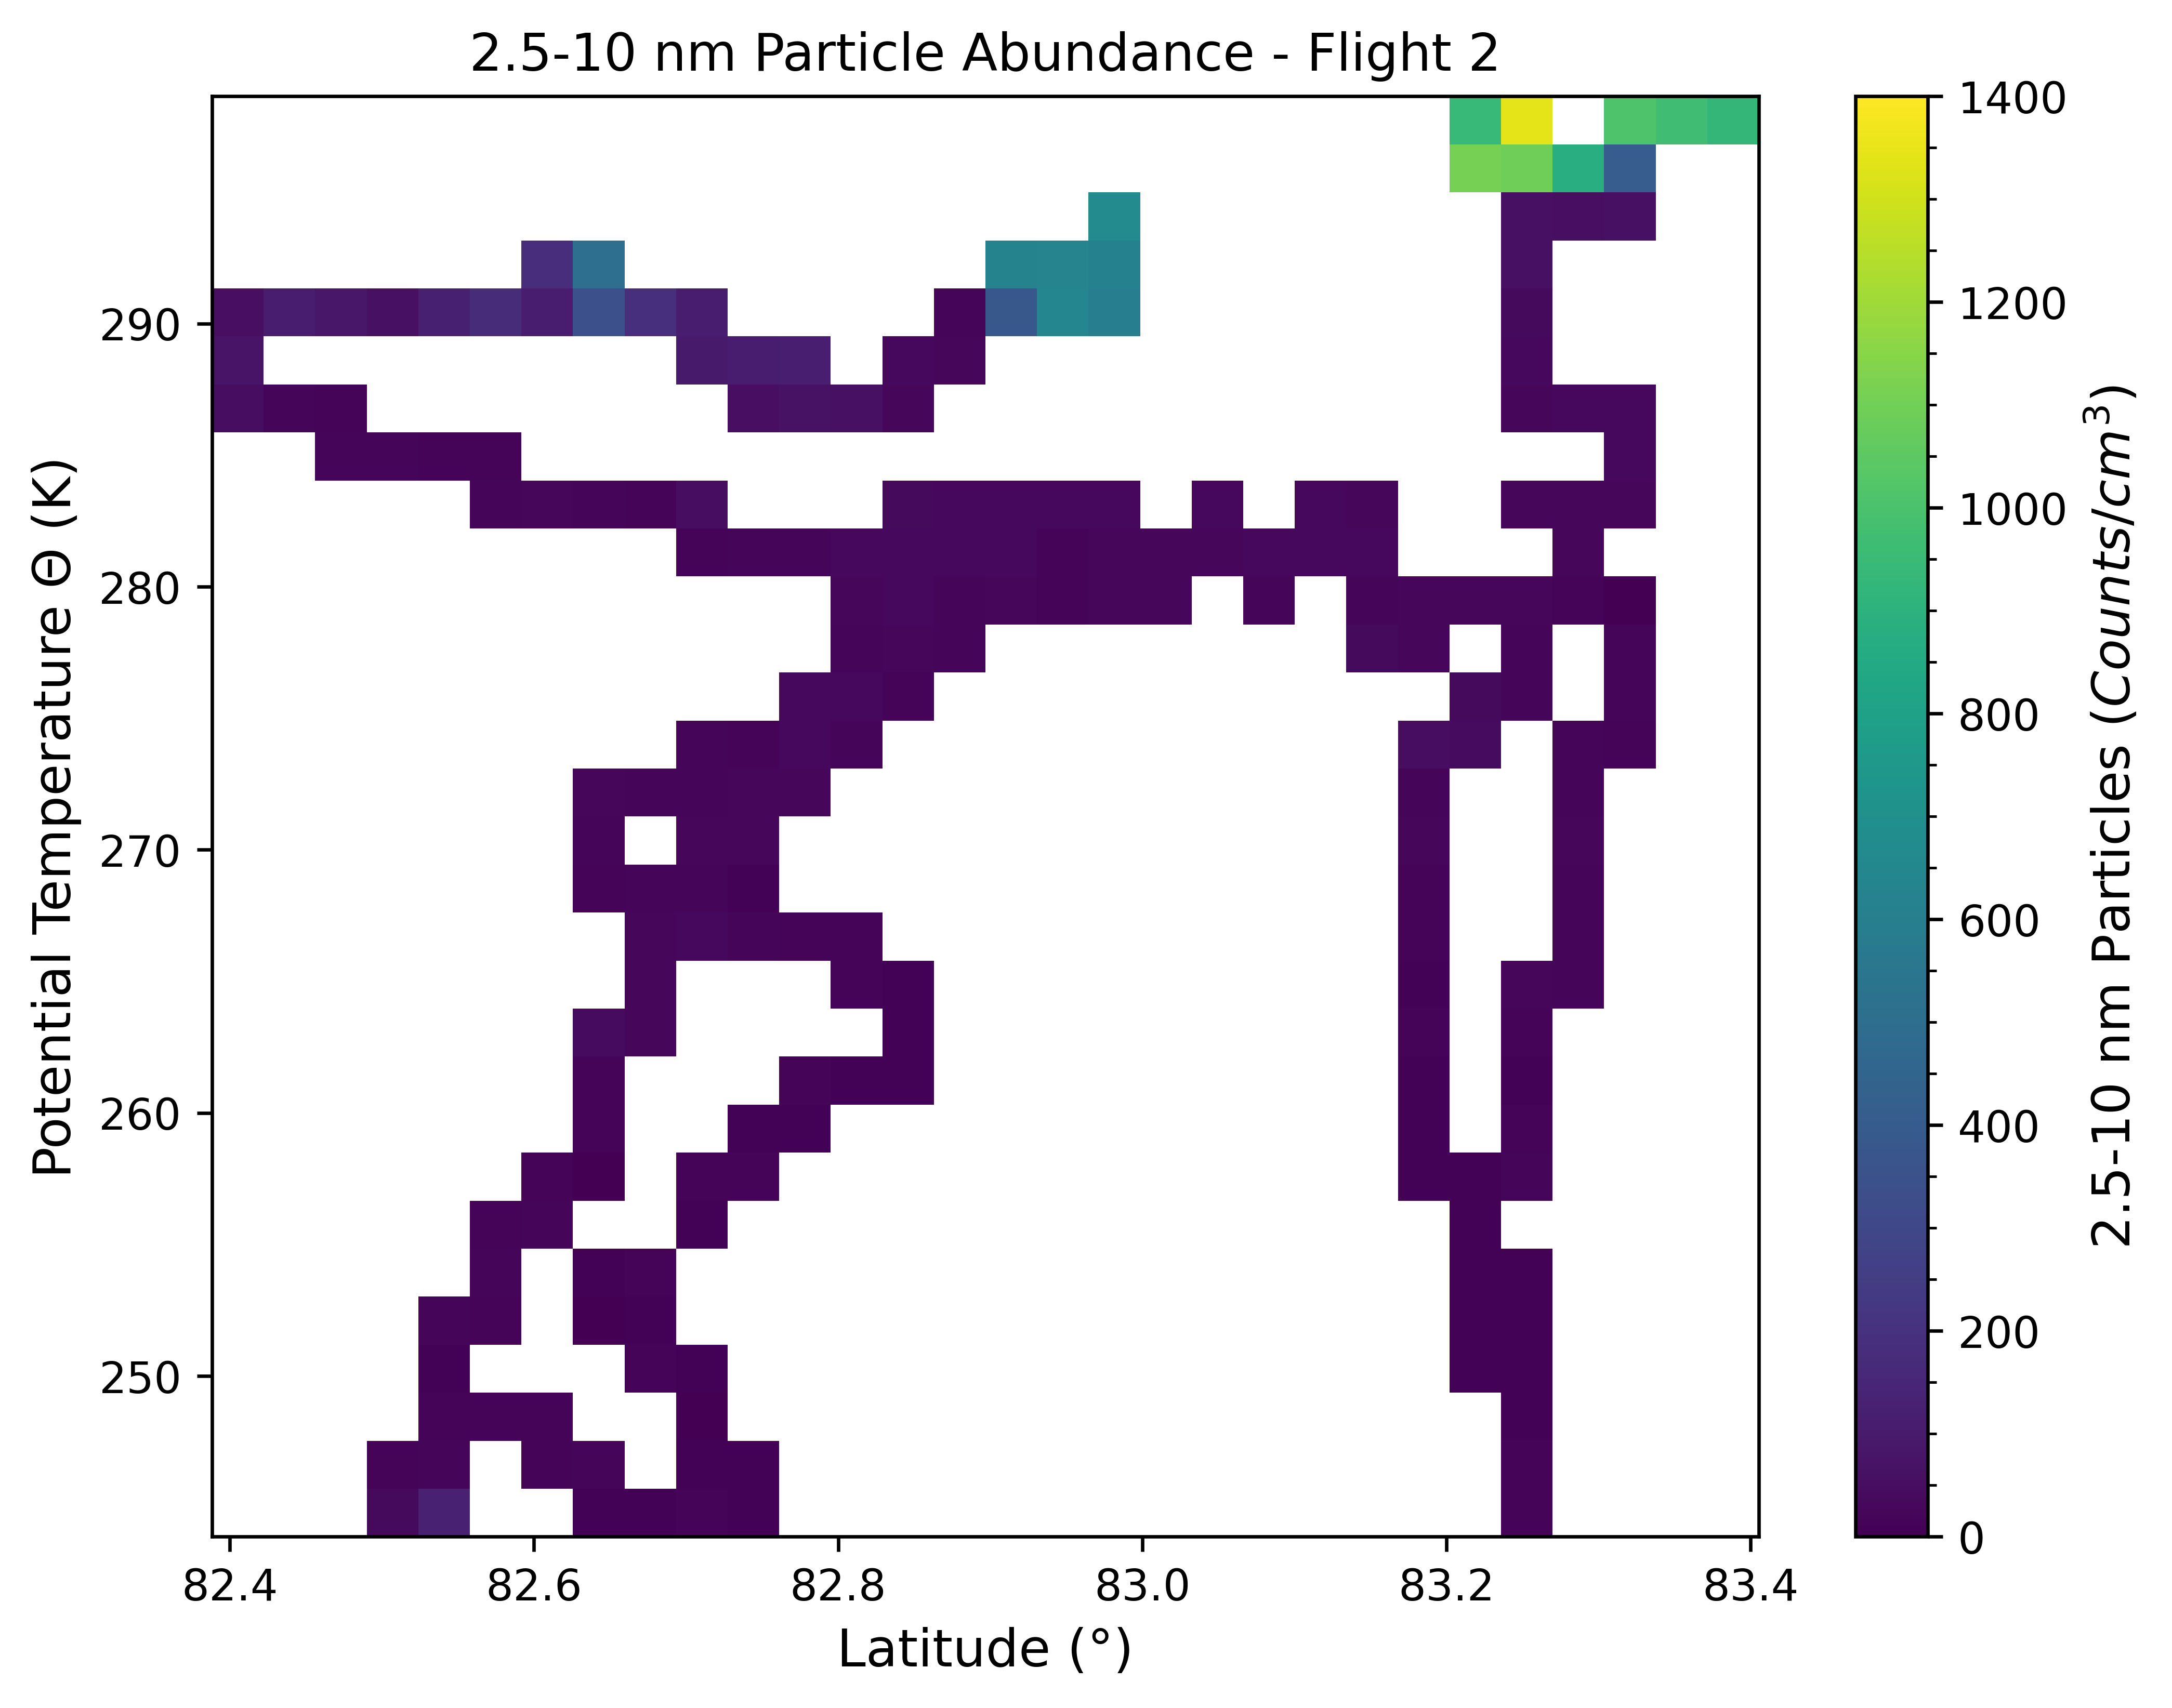 2.5-10 nm Particle Abundance - Flight 2
Potential Temperature Θ (K)
290
280
270
260
250
82.4 82.6 82.8 83.0 83.2 83.4
Latitude (°)
1400
1200
1000
800
600
400
200
0
2.5-10 nm Particles (Counts/cm³)